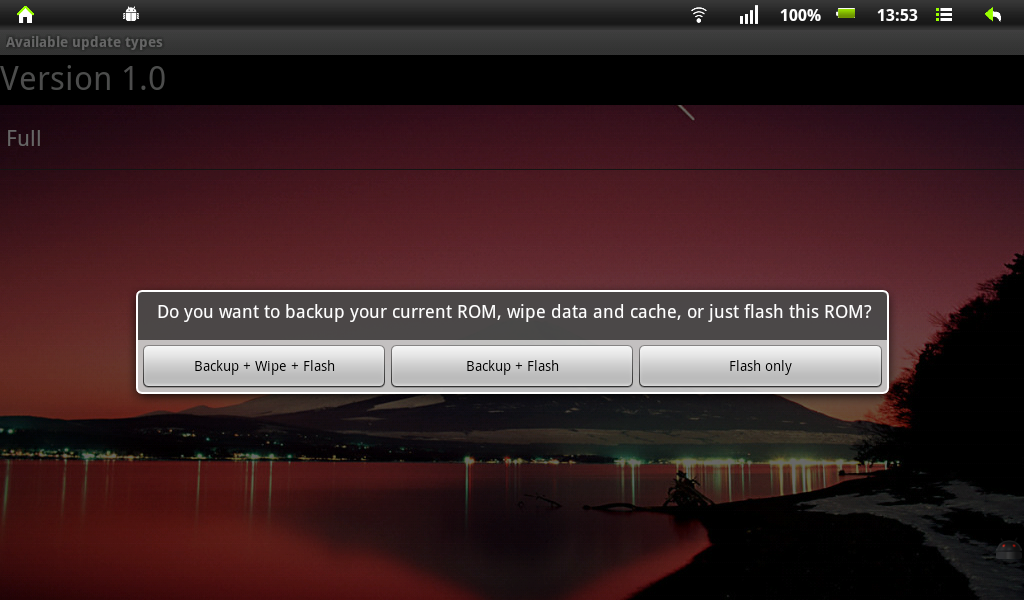 100% 13:53
Available update types
Version 1.0
Full
Do you want to backup your current ROM, wipe data and cache, or just flash this ROM?
Backup + Wipe + Flash Backup + Flash Flash only